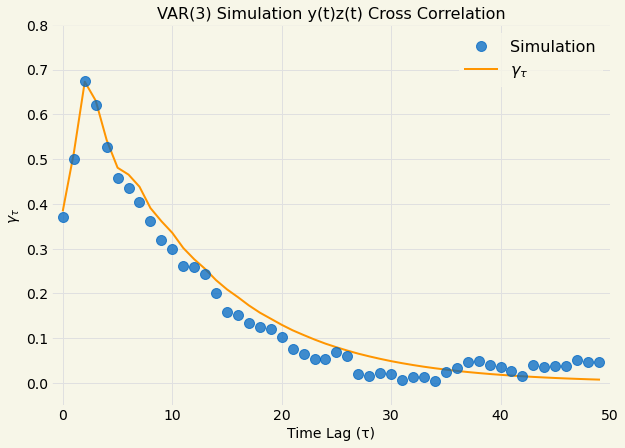 VAR(3) Simulation y(t)z(t) Cross Correlation
Simulation
γτ
γτ
0.8
0.7
0.6
0.5
0.4
0.3
0.2
0.1
0.0
0 10 20 30 40 50
Time Lag (τ)